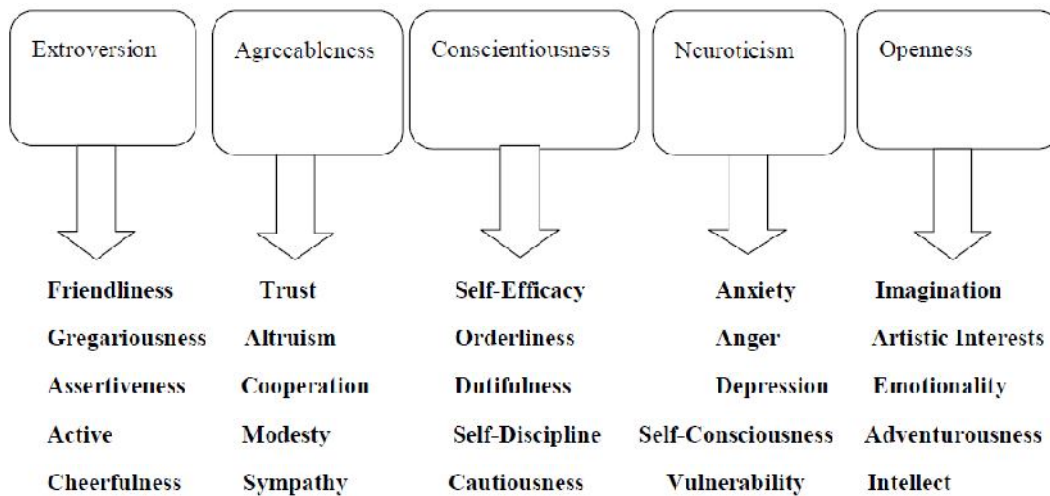 Extroversion
Agreeableness
Conscientiousness
Neuroticism
Openness
Friendliness Trust Self-Efficacy Anxiety Imagination
Gregariousness Altruism Orderliness Anger Artistic Interests
Assertiveness Cooperation Dutifulness Depression Emotionality
Active Modesty Self-Discipline Self-Consciousness Adventurousness
Cheerfulness Sympathy Cautiousness Vulnerability Intellect